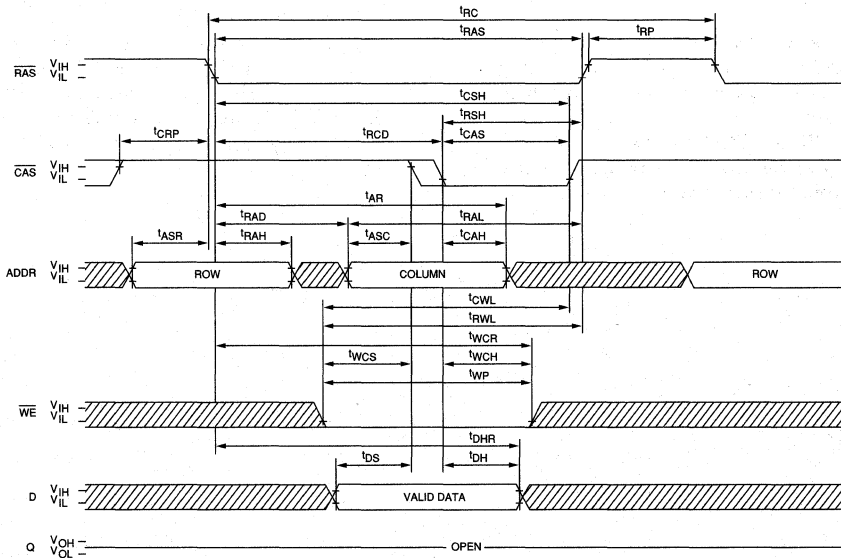 tRC
tRAS tRP
RAS VIH
VIL
tCSH
tRSH
tCRP tRCD tCAS
CAS VIH
VIL
tAR
tRAD tRAL
tASR tRAH tASC tCAH
ADDR VIH
VIL
ROW COLUMN ROW
tCWL
tRWL
tWCR
tWCS tWCH
tWP
WE VIH
VIL
tDHR
tDS tDH
D VIH
VIL
VALID DATA
Q VOH
VOL
OPEN